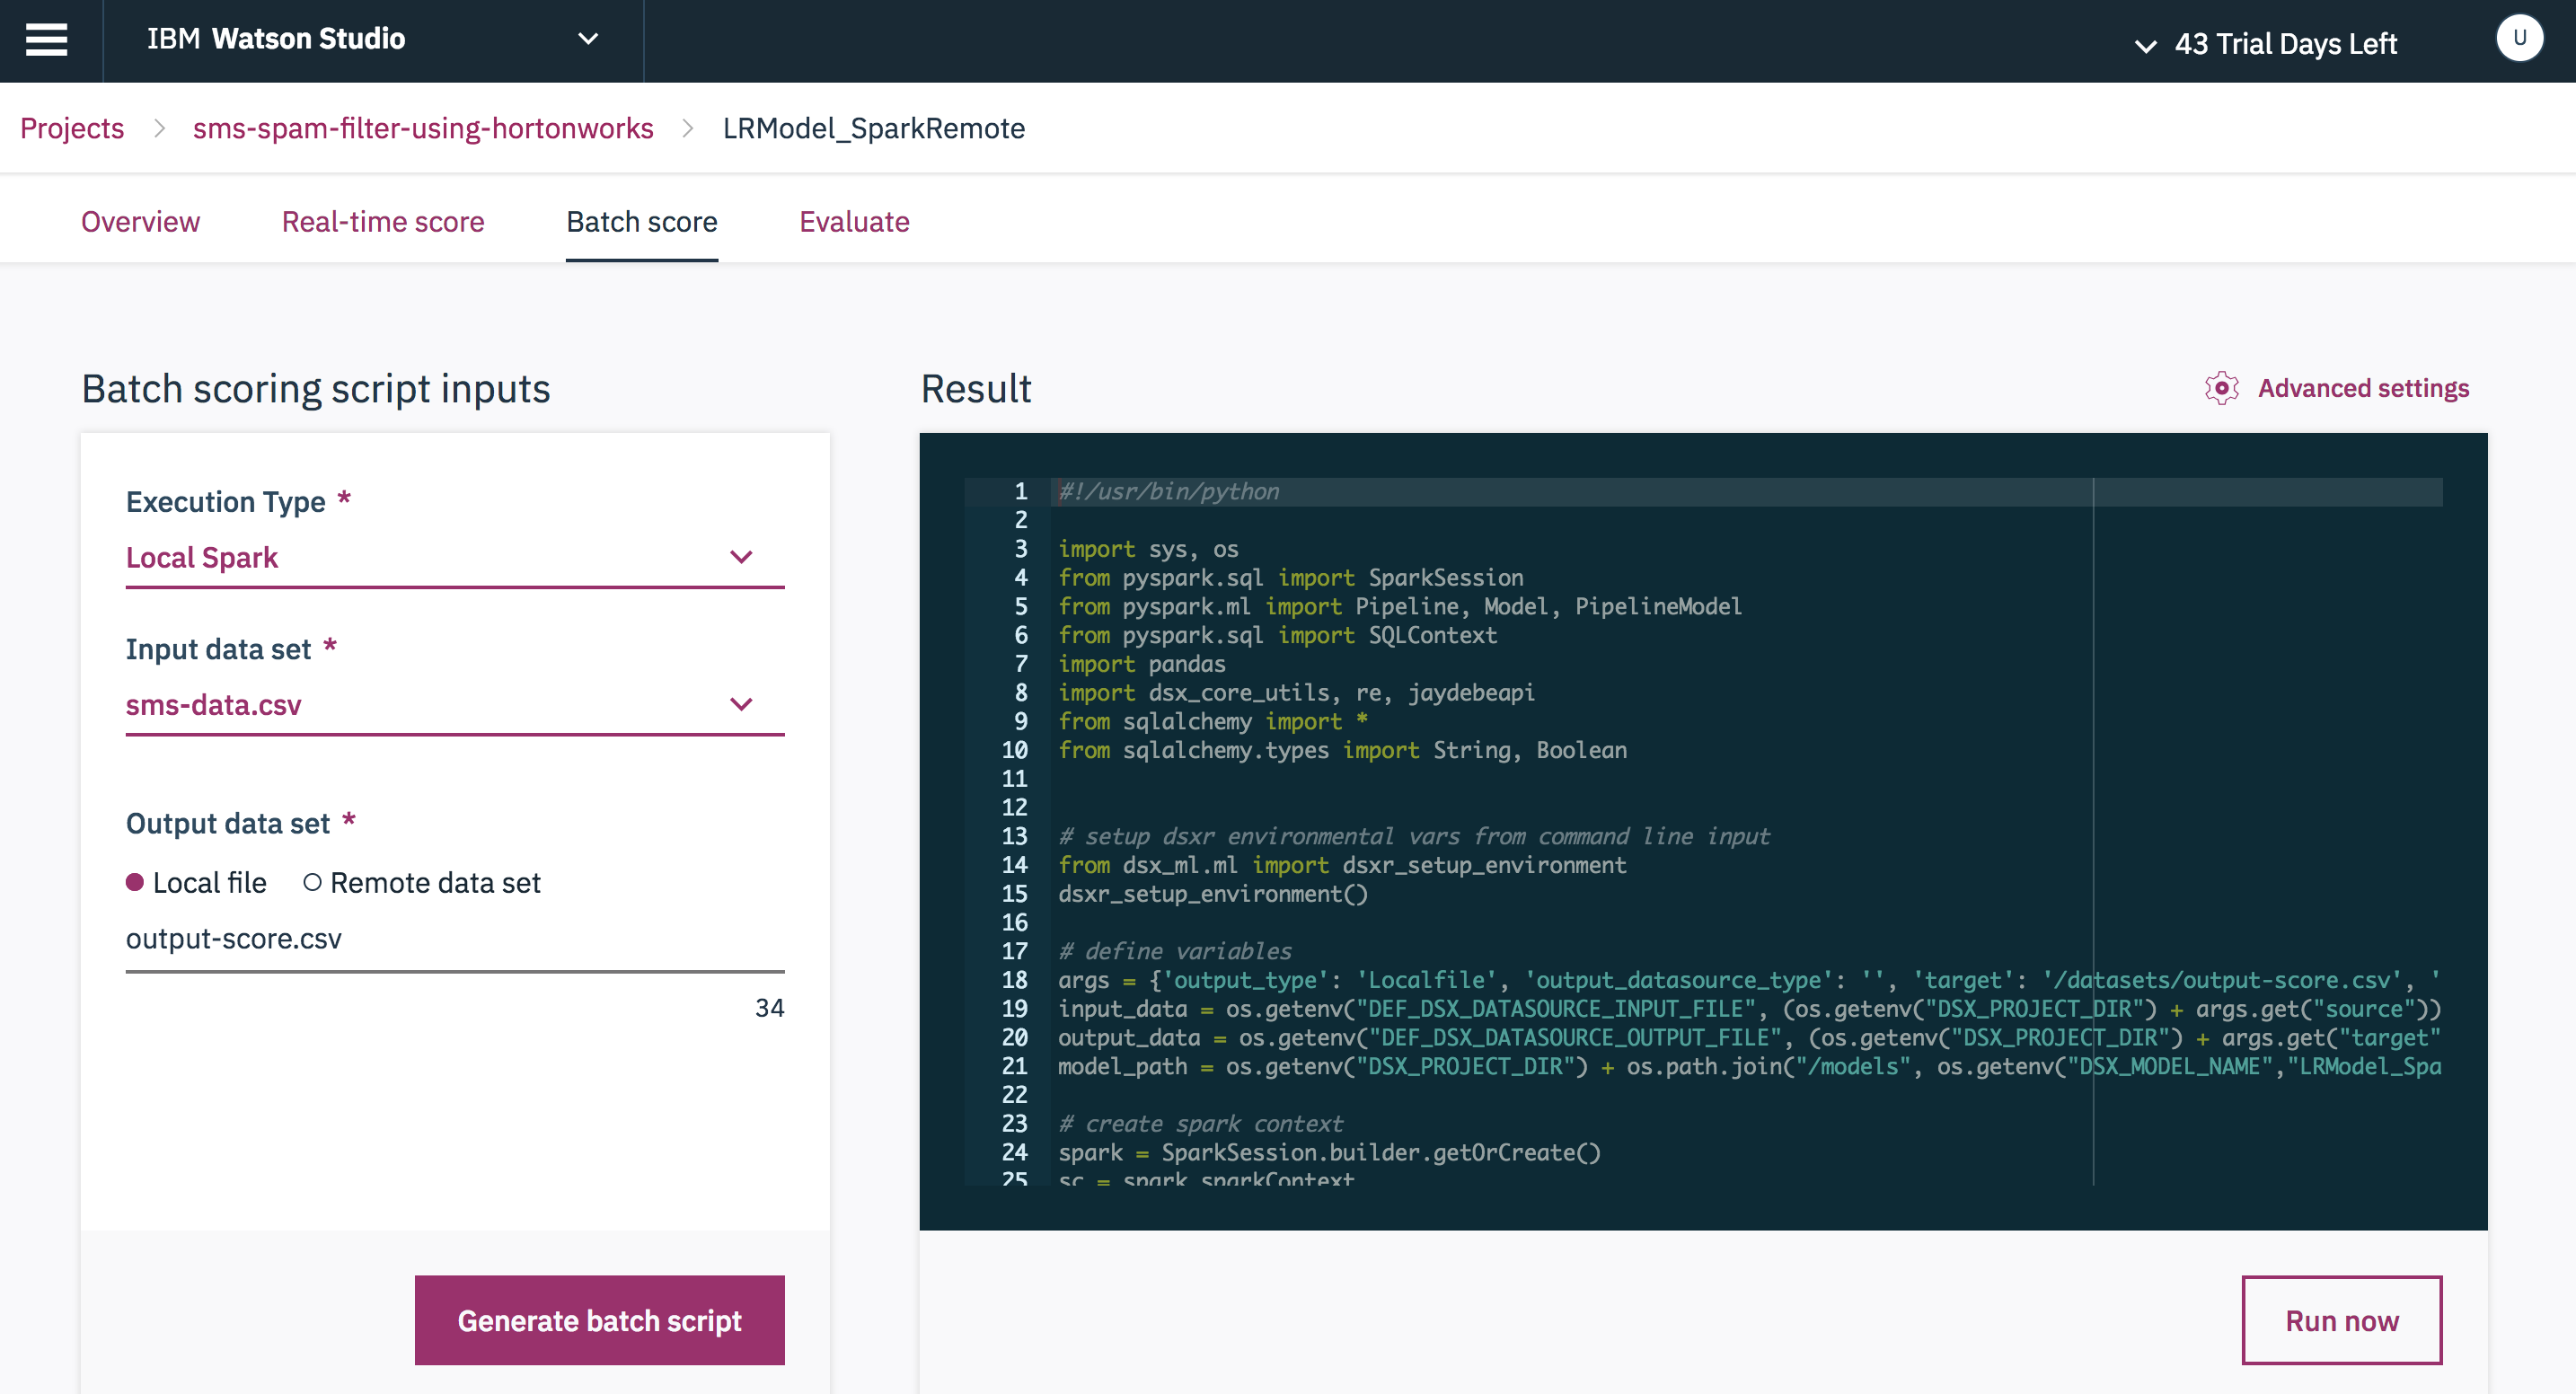 IBM Watson Studio
43 Trial Days Left
U
Projects > sms-spam-filter-using-hortonworks > LRModel_SparkRemote
Overview Real-time score Batch score Evaluate
Batch scoring script inputs
Execution Type *
Local Spark
Input data set *
sms-data.csv
Output data set *
Local file Remote data set
output-score.csv
34
Generate batch script
Result
Advanced settings
1 #!/usr/bin/python
2
3 import sys, os
4 from pyspark.sql import SparkSession
5 from pyspark.ml import Pipeline, Model, PipelineModel
6 from pyspark.sql import SQLContext
7 import pandas
8 import dsx_core_utils, re, jaydebeapi
9 from sqlalchemy import *
10 from sqlalchemy.types import String, Boolean
11
12
13 # setup dsxr environmental vars from command line input
14 from dsx_ml.ml import dsxr_setup_environment
15 dsxr_setup_environment()
16
17 # define variables
18 args = {'output_type': 'Localfile', 'output_datasource_type': '', 'target': '/datasets/output-score.csv', '
19 input_data = os.getenv("DEF_DSX_DATASOURCE_INPUT_FILE", (os.getenv("DSX_PROJECT_DIR") + args.get("source"))
20 output_data = os.getenv("DEF_DSX_DATASOURCE_OUTPUT_FILE", (os.getenv("DSX_PROJECT_DIR") + args.get("target"
21 model_path = os.getenv("DSX_PROJECT_DIR") + os.path.join("/models", os.getenv("DSX_MODEL_NAME","LRModel_Spa
22
23 # create spark context
24 spark = SparkSession.builder.getOrCreate()
25 sc = spark.sparkContext
Run now